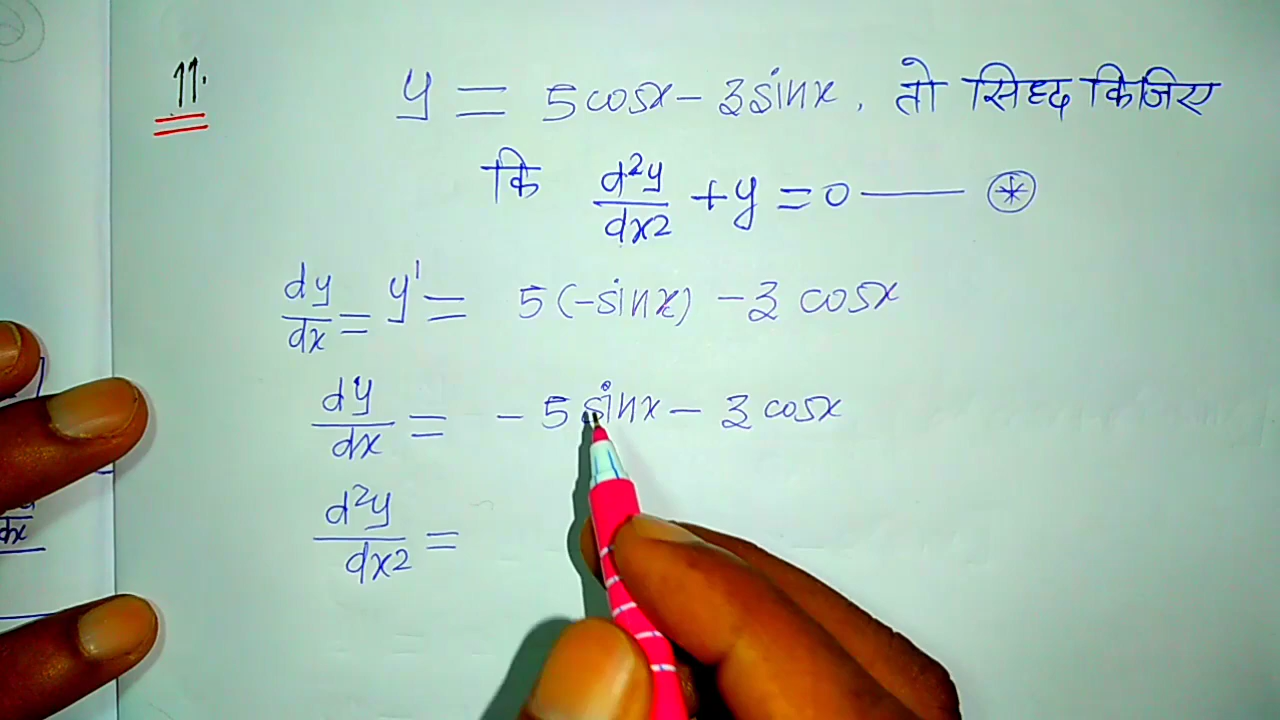 11. y = 5cosx - 3sinx, तो सिध्द किजिए
कि d²y/dx² + y = 0 —— ⊛
dy/dx = y' = 5(-sinx) - 3 cosx
dy/dx = - 5 sinx - 3 cosx
d²y/dx² =
dx